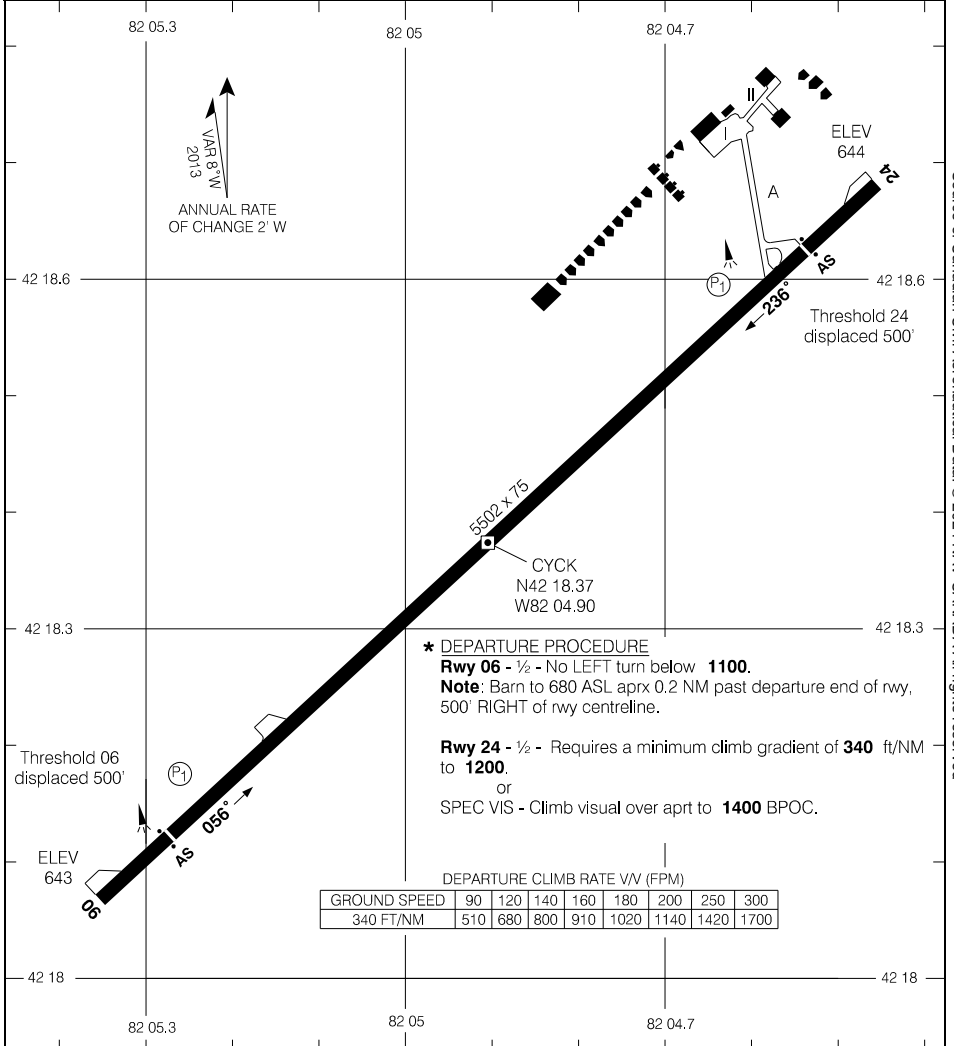 82 05.3
82 05
82 04.7
VAR 8°W
2013
ANNUAL RATE
OF CHANGE 2' W
II
I
ELEV
644
24
A
42 18.6
P1
AS
42 18.6
236°
Threshold 24
displaced 500'
5502 x 75
CYCK
N42 18.37
W82 04.90
42 18.3
42 18.3
* DEPARTURE PROCEDURE
Rwy 06 - ½ - No LEFT turn below 1100.
Note: Barn to 680 ASL aprx 0.2 NM past departure end of rwy,
500' RIGHT of rwy centreline.
Rwy 24 - ½ - Requires a minimum climb gradient of 340 ft/NM
to 1200.
or
SPEC VIS - Climb visual over aprt to 1400 BPOC.
Threshold 06
displaced 500'
P1
056°
AS
ELEV
643
06
DEPARTURE CLIMB RATE V/V (FPM)
GROUND SPEED 90 120 140 160 180 200 250 300
340 FT/NM 510 680 800 910 1020 1140 1420 1700
42 18
42 18
82 05.3
82 05
82 04.7